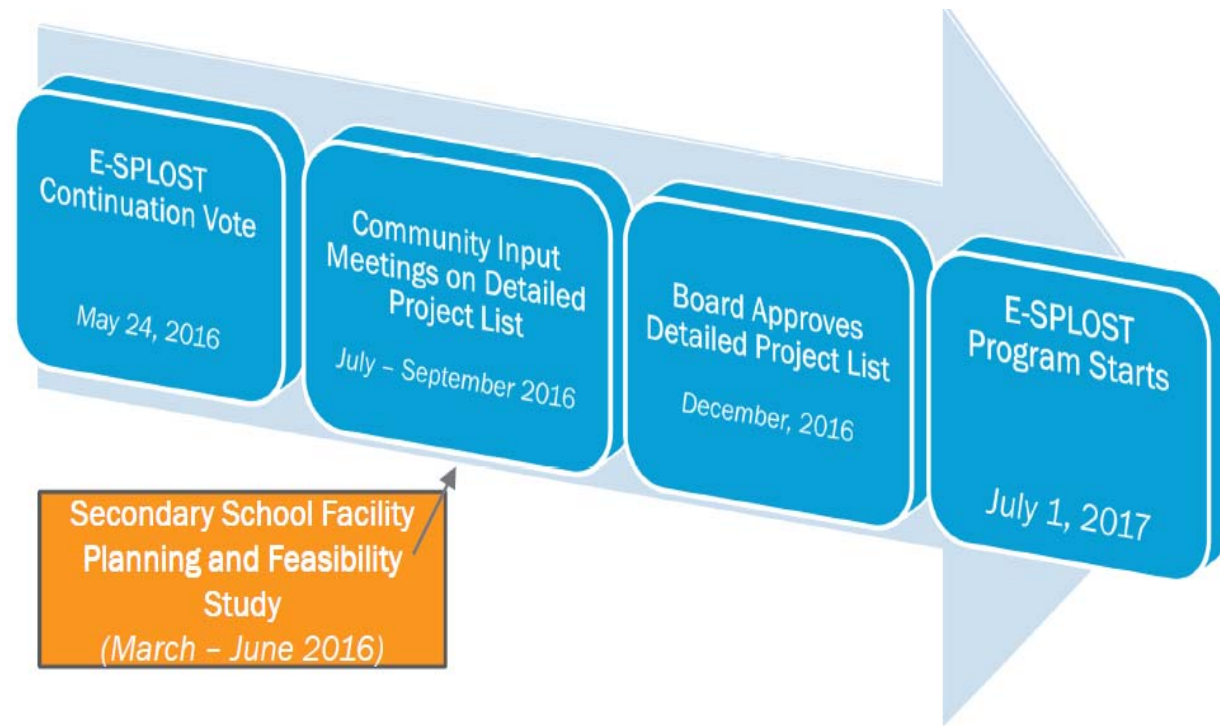 E-SPLOST
Continuation Vote
May 24, 2016
Community Input
Meetings on Detailed
Project List
July – September 2016
Board Approves
Detailed Project List
December, 2016
E-SPLOST
Program Starts
July 1, 2017
Secondary School Facility
Planning and Feasibility
Study
(March – June 2016)